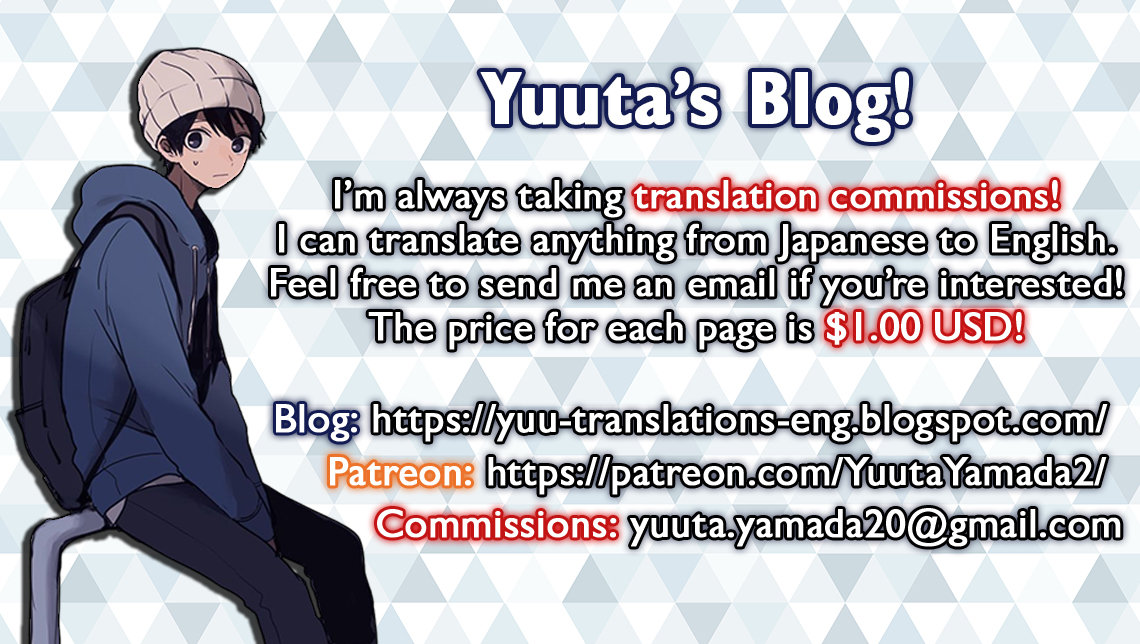 Yuuta's Blog!
I'm always taking translation commissions!
I can translate anything from Japanese to English.
Feel free to send me an email if you're interested!
The price for each page is $1.00 USD!
Blog: https://yuu-translations-eng.blogspot.com/
Patreon: https://patreon.com/YuutaYamada2/
Commissions: yuuta.yamada20@gmail.com